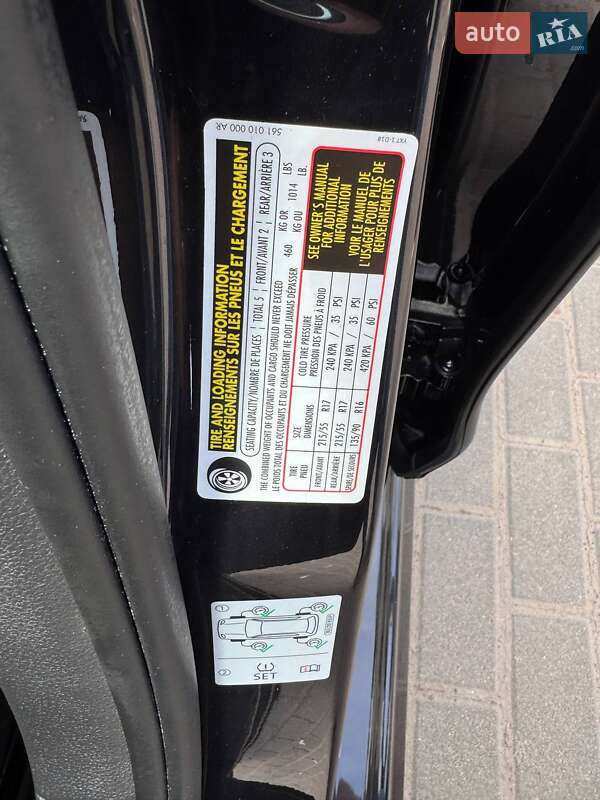 auto RIA.com
561 010 000 AR
YXT 1-D18
TIRE AND LOADING INFORMATION
RENSEIGNEMENTS SUR LES PNEUS ET LE CHARGEMENT
SEATING CAPACITY/NOMBRE DE PLACES | TOTAL 5 | FRONT/AVANT 2 | REAR/ARRIÈRE 3
THE COMBINED WEIGHT OF OCCUPANTS AND CARGO SHOULD NEVER EXCEED
LE POIDS TOTAL DES OCCUPANTS ET DU CHARGEMENT NE DOIT JAMAIS DÉPASSER
460 KG OR 1014 LBS
KG OU LB.
TIRE SIZE COLD TIRE PRESSURE
PNEU DIMENSIONS PRESSION DES PNEUS À FROID
FRONT/AVANT 215/55 R17 240 KPA / 35 PSI
REAR/ARRIÈRE 215/55 R17 240 KPA / 35 PSI
SPARE/DE SECOURS 135/90 R16 420 KPA / 60 PSI
SEE OWNER'S MANUAL
FOR ADDITIONAL
INFORMATION
VOIR LE MANUEL DE
L'USAGER POUR PLUS DE
RENSEIGNEMENTS
1
2
SET